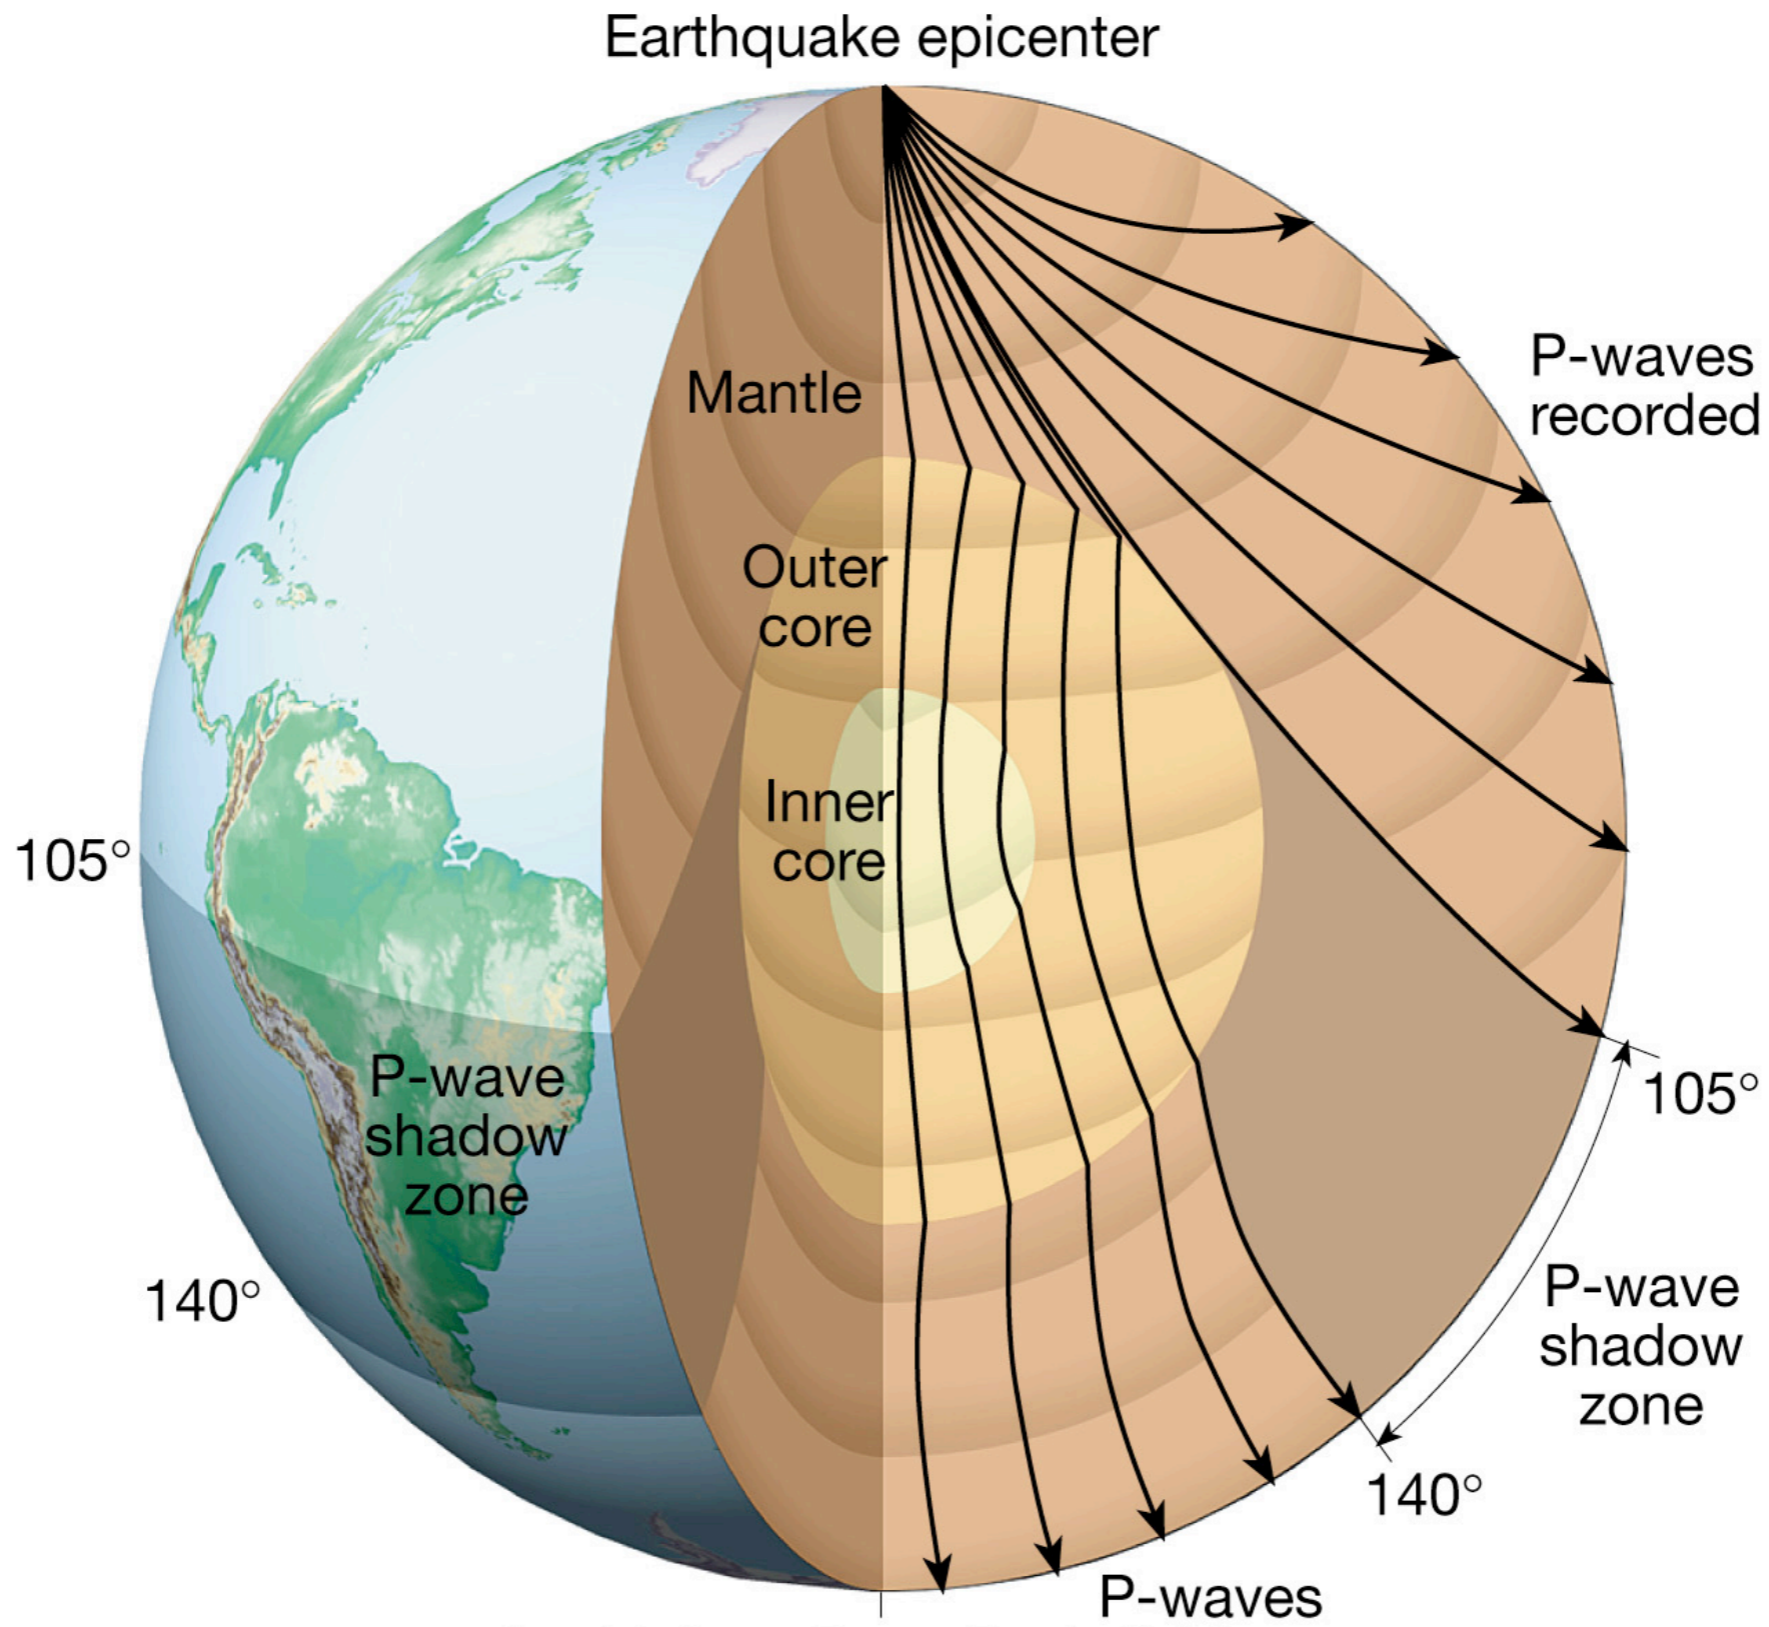 Earthquake epicenter
P-waves
recorded
Mantle
Outer
core
Inner
core
105°
105°
P-wave
shadow
zone
140°
P-wave
shadow
zone
140°
P-waves